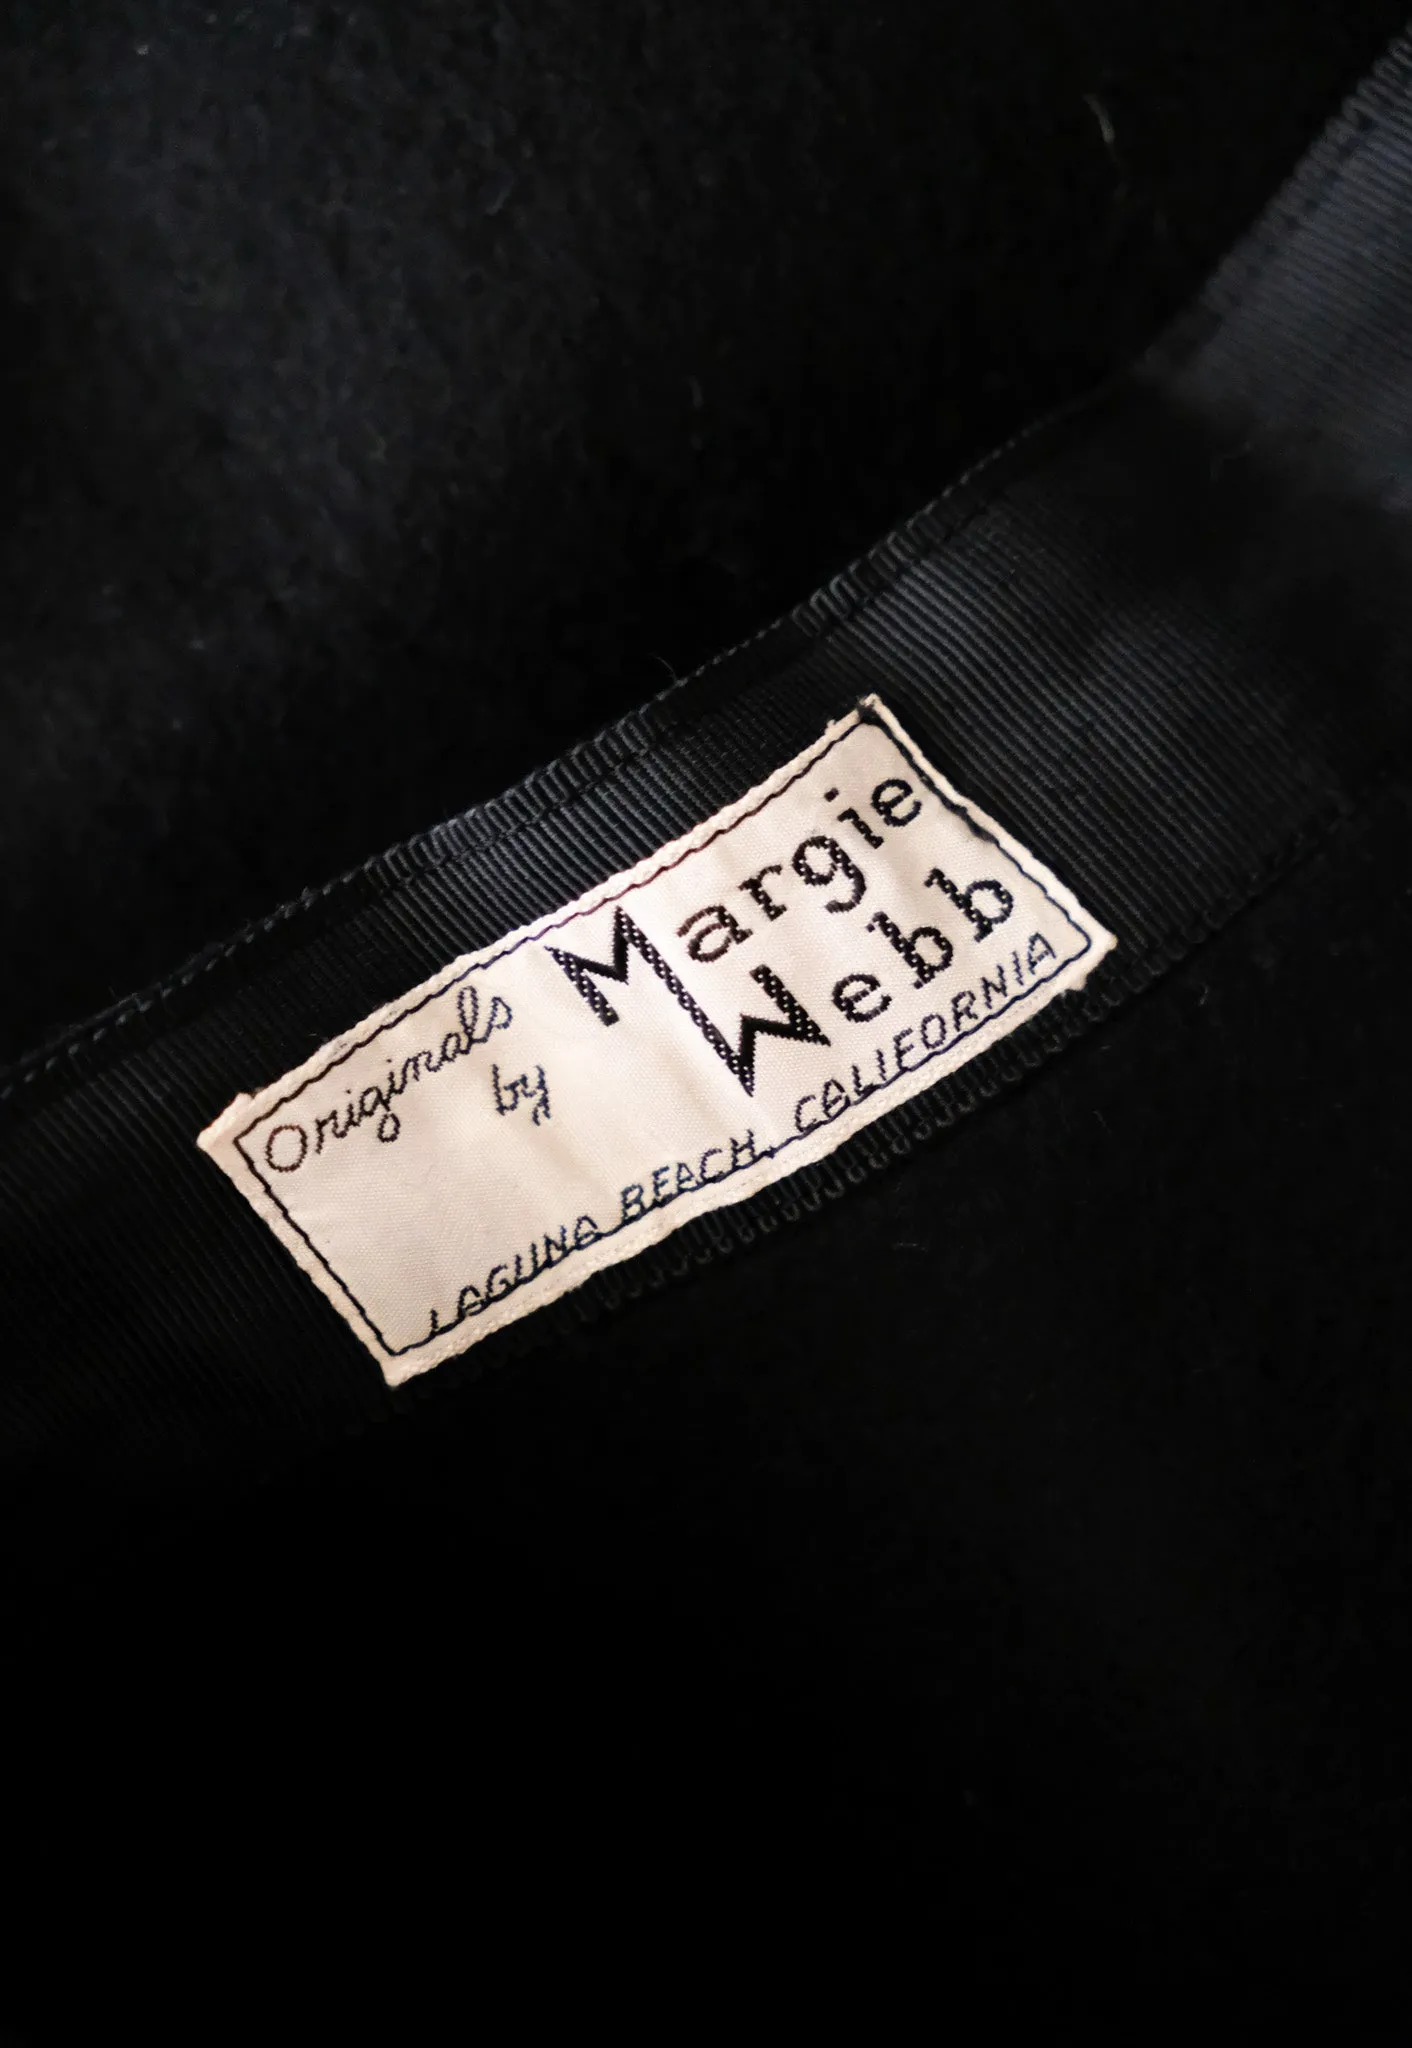 Originals
by
Margie
Webb
LAGUNA BEACH, CALIFORNIA